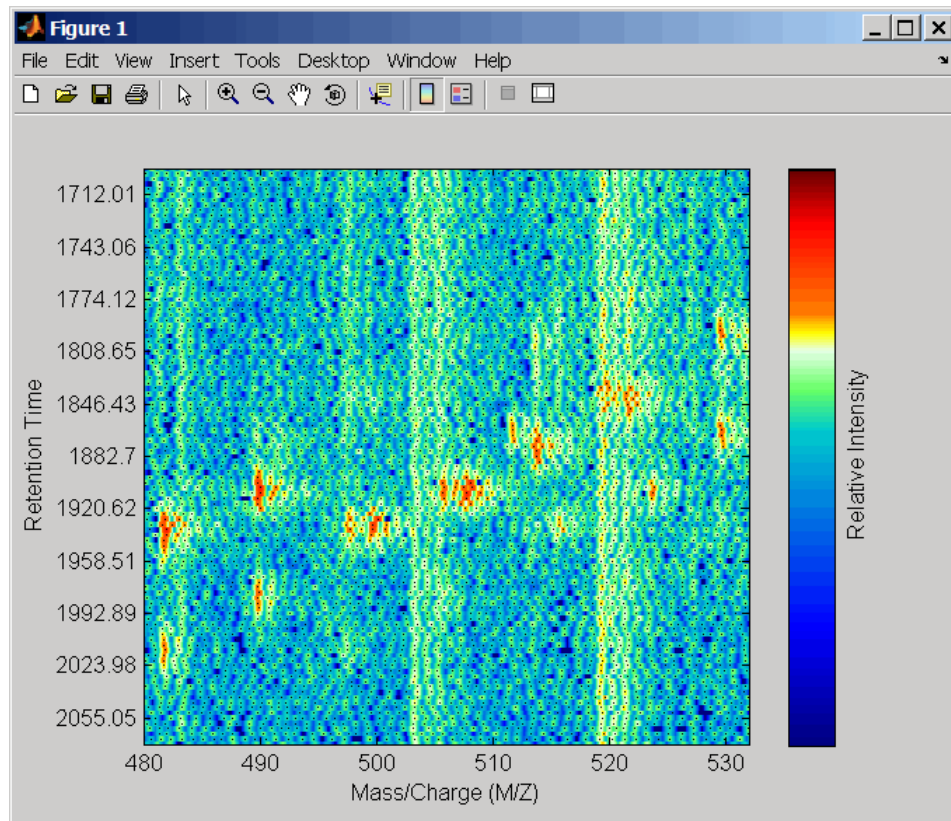 Figure 1
File Edit View Insert Tools Desktop Window Help
1712.01
1743.06
1774.12
1808.65
1846.43
1882.7
1920.62
1958.51
1992.89
2023.98
2055.05
Retention Time
480 490 500 510 520 530
Mass/Charge (M/Z)
Relative Intensity